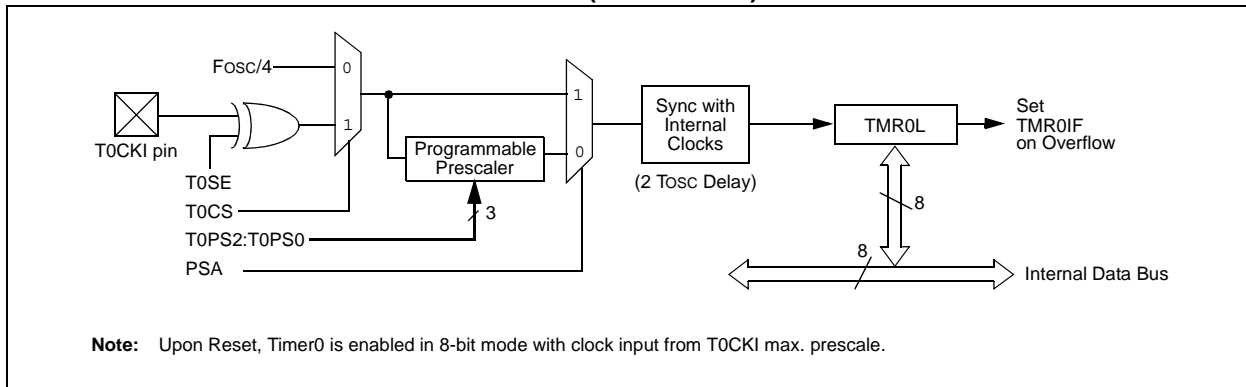 FOSC/4
0
1
T0CKI pin
T0SE
T0CS
T0PS2:T0PS0
PSA
Programmable
Prescaler
3
1
0
Sync with
Internal
Clocks
(2 TOSC Delay)
TMR0L
Set
TMR0IF
on Overflow
8
8
Internal Data Bus
Note: Upon Reset, Timer0 is enabled in 8-bit mode with clock input from T0CKI max. prescale.